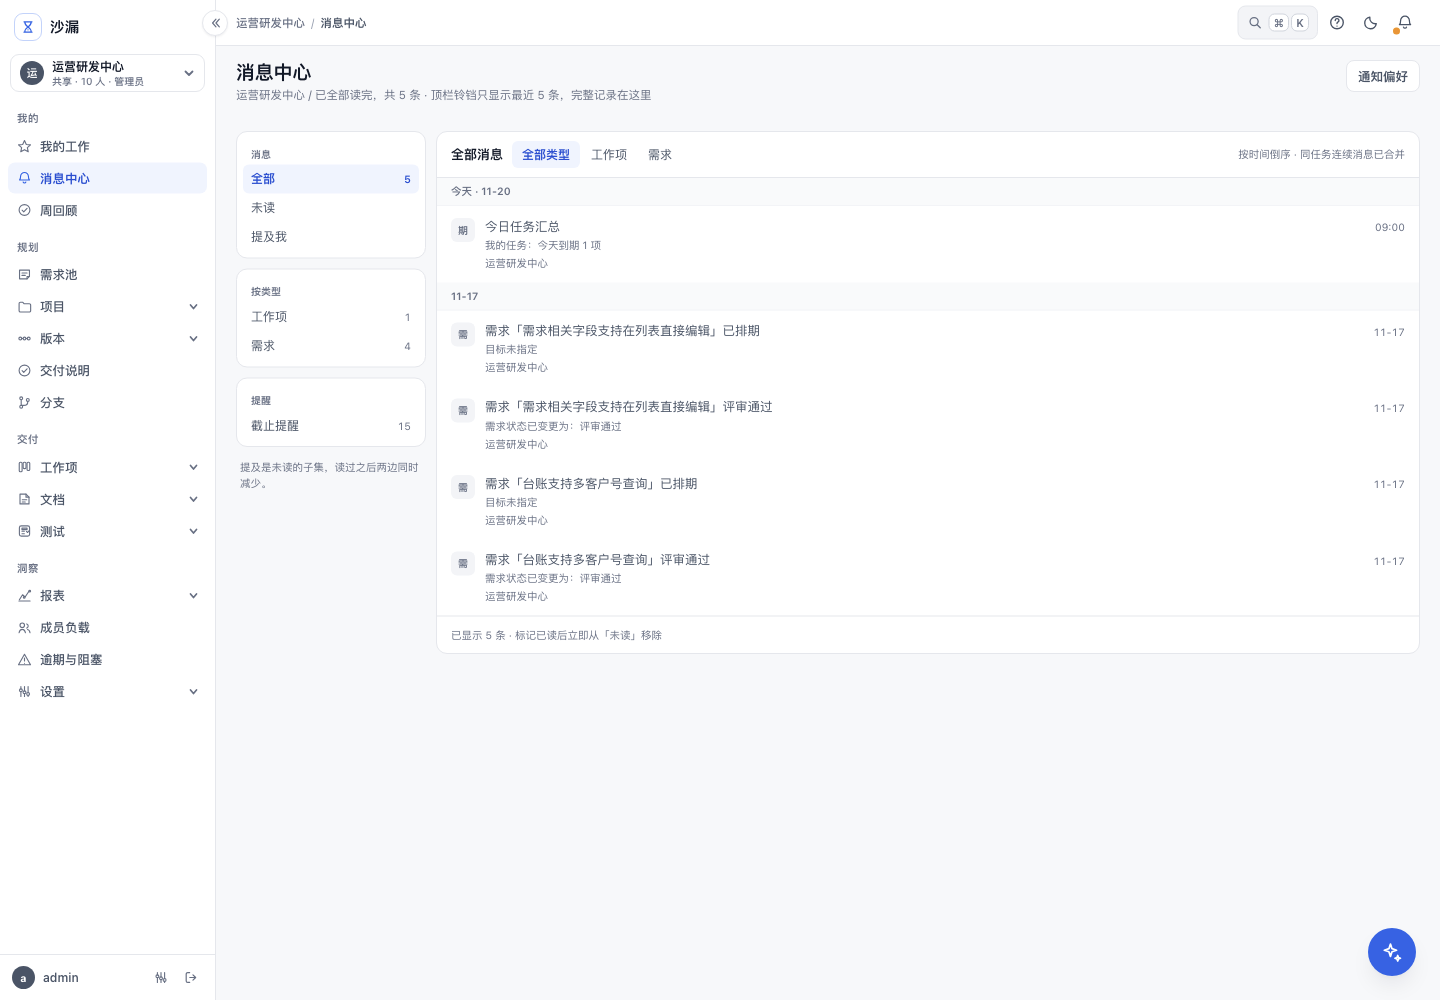 沙漏
运 运营研发中心
共享 · 10 人 · 管理员
我的
我的工作
消息中心
周回顾
规划
需求池
项目
版本
交付说明
分支
交付
工作项
文档
测试
洞察
报表
成员负载
逾期与阻塞
设置
a admin
运营研发中心 / 消息中心
⌘ K
消息中心
运营研发中心 / 已全部读完，共 5 条 · 顶栏铃铛只显示最近 5 条，完整记录在这里
通知偏好
消息
全部 5
未读
提及我
按类型
工作项 1
需求 4
提醒
截止提醒 15
提及是未读的子集，读过之后两边同时
减少。
全部消息 全部类型 工作项 需求 按时间倒序 · 同任务连续消息已合并
今天 · 11-20
期 今日任务汇总 09:00
我的任务：今天到期 1 项
运营研发中心
11-17
需 需求「需求相关字段支持在列表直接编辑」已排期 11-17
目标未指定
运营研发中心
需 需求「需求相关字段支持在列表直接编辑」评审通过 11-17
需求状态已变更为：评审通过
运营研发中心
需 需求「台账支持多客户号查询」已排期 11-17
目标未指定
运营研发中心
需 需求「台账支持多客户号查询」评审通过 11-17
需求状态已变更为：评审通过
运营研发中心
已显示 5 条 · 标记已读后立即从「未读」移除